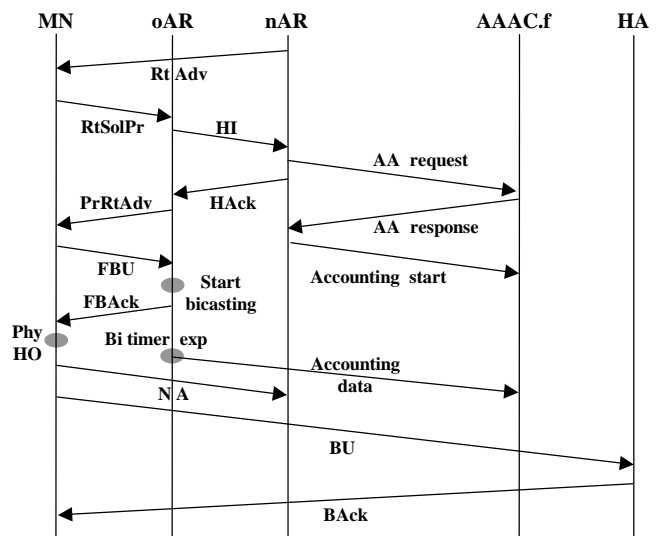 MN oAR nAR AAAC.f HA
Rt Adv
RtSolPr
HI
AA request
PrRtAdv
HAck
AA response
FBU
Start
bicasting
Accounting start
FBAck
Phy
HO
Bi timer exp
Accounting
data
N A
BU
BAck